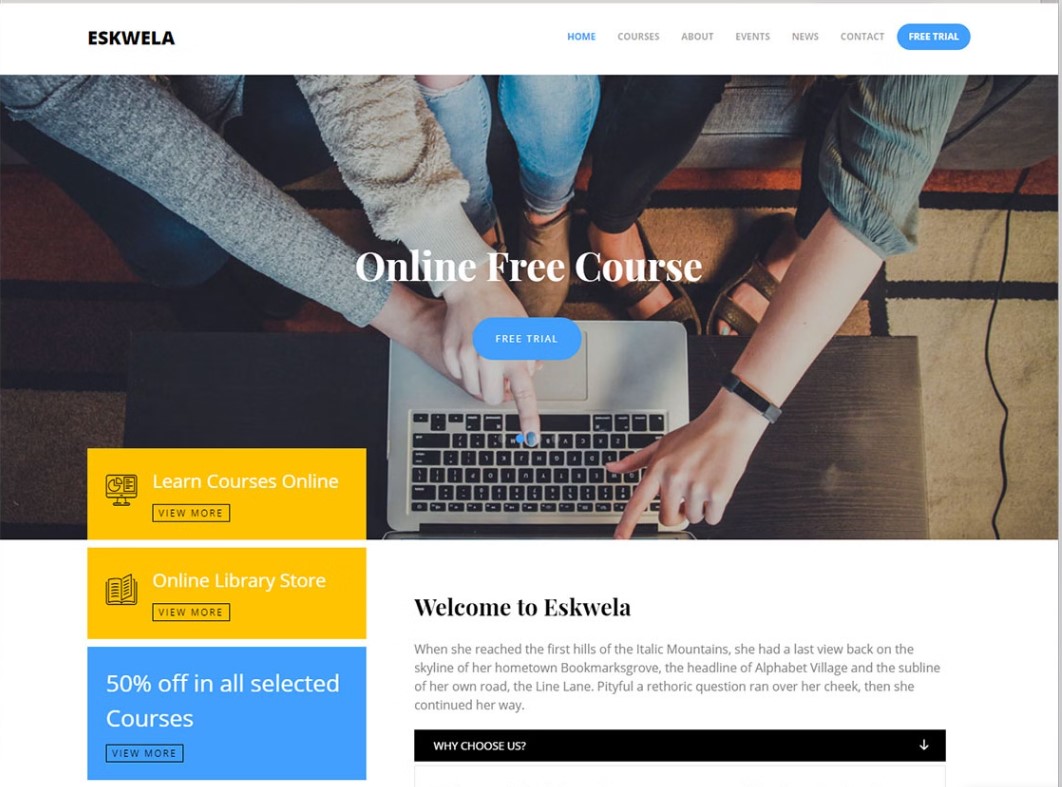 ESKWELA
HOME COURSES ABOUT EVENTS NEWS CONTACT FREE TRIAL
Online Free Course
FREE TRIAL
Learn Courses Online
VIEW MORE
Online Library Store
VIEW MORE
50% off in all selected
Courses
VIEW MORE
Welcome to Eskwela
When she reached the first hills of the Italic Mountains, she had a last view back on the
skyline of her hometown Bookmarksgrove, the headline of Alphabet Village and the subline
of her own road, the Line Lane. Pityful a rethoric question ran over her cheek, then she
continued her way.
WHY CHOOSE US?